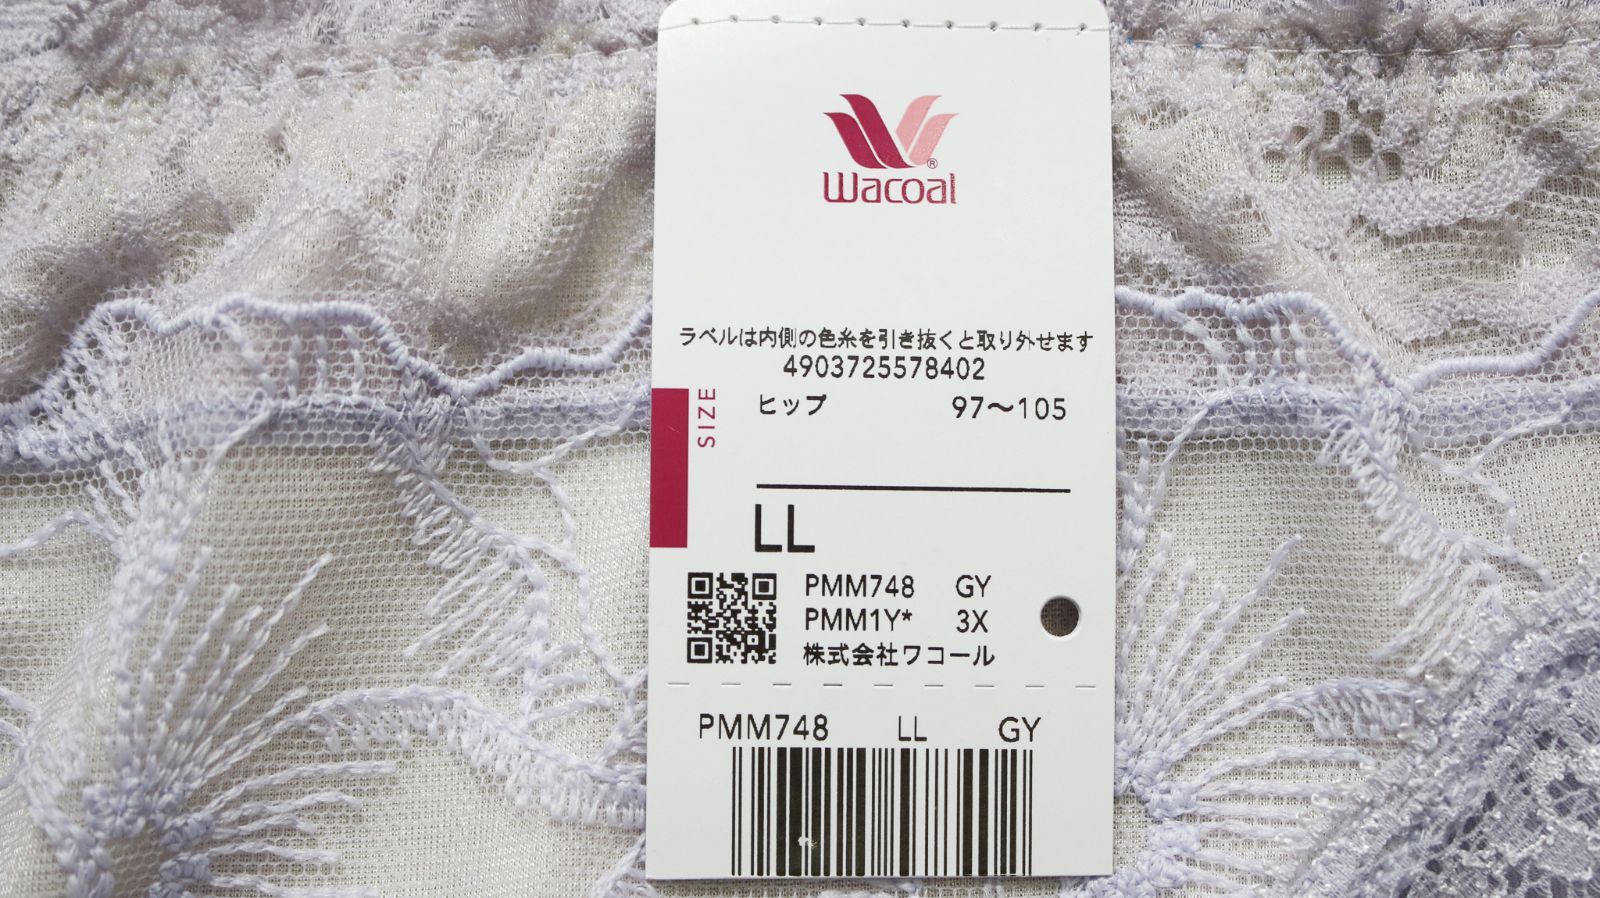 Wacoal®
ラベルは内側の色糸を引き抜くと取り外せます
4903725578402
SIZE
ヒップ 97〜105
LL
PMM748 GY
PMM1Y* 3X
株式会社ワコール
PMM748 LL GY